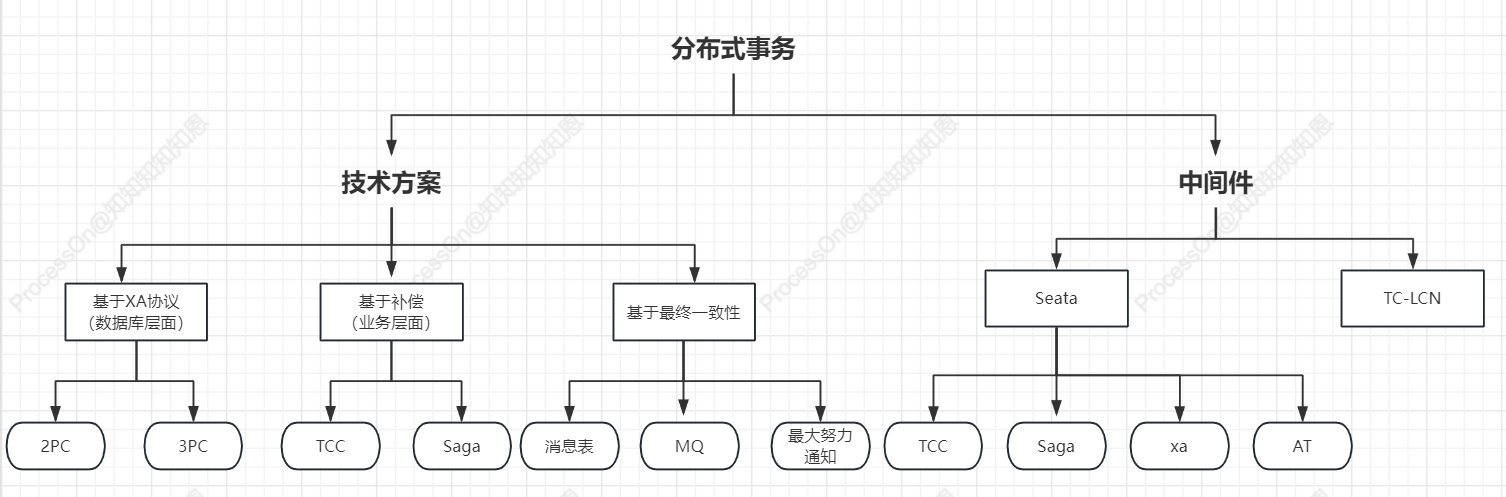 分布式事务
技术方案
中间件
基于XA协议
（数据库层面）
基于补偿
（业务层面）
基于最终一致性
Seata
TC-LCN
2PC
3PC
TCC
Saga
消息表
MQ
最大努力
通知
TCC
Saga
xa
AT
ProcessOn@知知知知恩
ProcessOn@知知知知恩
ProcessOn@知知知知恩
ProcessOn@知知知知恩